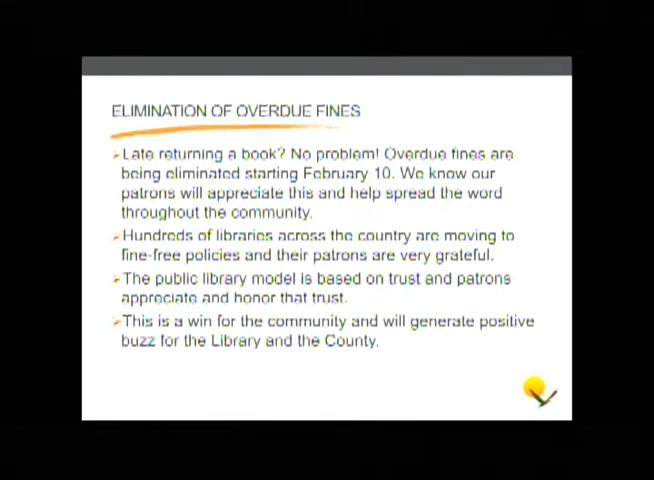 ELIMINATION OF OVERDUE FINES
➢Late returning a book? No problem! Overdue fines are
being eliminated starting February 10. We know our
patrons will appreciate this and help spread the word
throughout the community.
➢Hundreds of libraries across the country are moving to
fine-free policies and their patrons are very grateful.
➢The public library model is based on trust and patrons
appreciate and honor that trust.
➢This is a win for the community and will generate positive
buzz for the Library and the County.